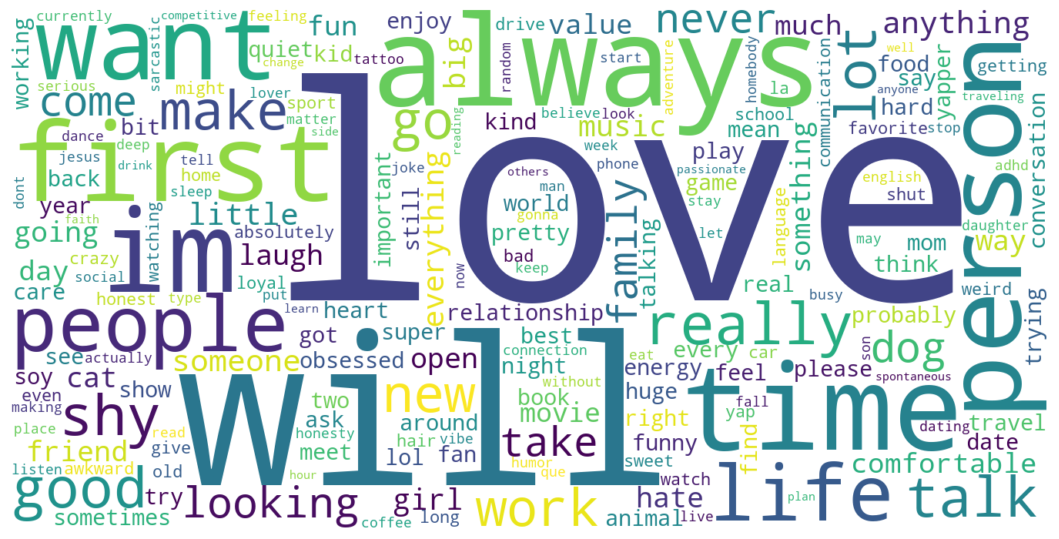 currently competitive feeling
want always never much anything
working sarcastic quiet kid fun enjoy drive value
change tattoo big random start homebody la communication lot food well anyone getting
serious might lover sport go music adventure say yapper traveling
come make matter side kind believe look school mean hard favorite stop
first dance bit deep joke reading week phone play passionate something person conversation
jesus drink tell home important others man stay game language english adhd
dont back sleep still world gonna family let shut
year faith little everything love pretty talking may mom daughter way
going watching absolutely bad think
day crazy social im laugh now keep real busy weird
care honest type loyal put learn heart relationship really probably trying
people someone got super best connection every car son dog
see actually obsessed open night energy feel please spontaneous
soy cat show will eat huge fall
even making shy two new book movie without right yap time dating travel
place read ask honesty around hair vibe take funny find date
friend give meet lol fan humor que sweet life comfortable
listen awkward old hour watch
good try looking girl work hate talk
sometimes coffee long animal live plan